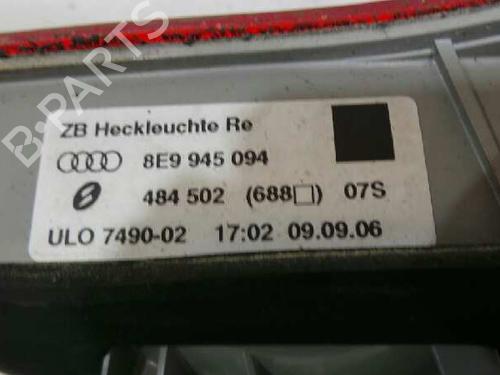 B-PARTS
ZB Heckleuchte Re
8E9 945 094
484 502 (688□) 07S
ULO 7490-02 17:02 09.09.06